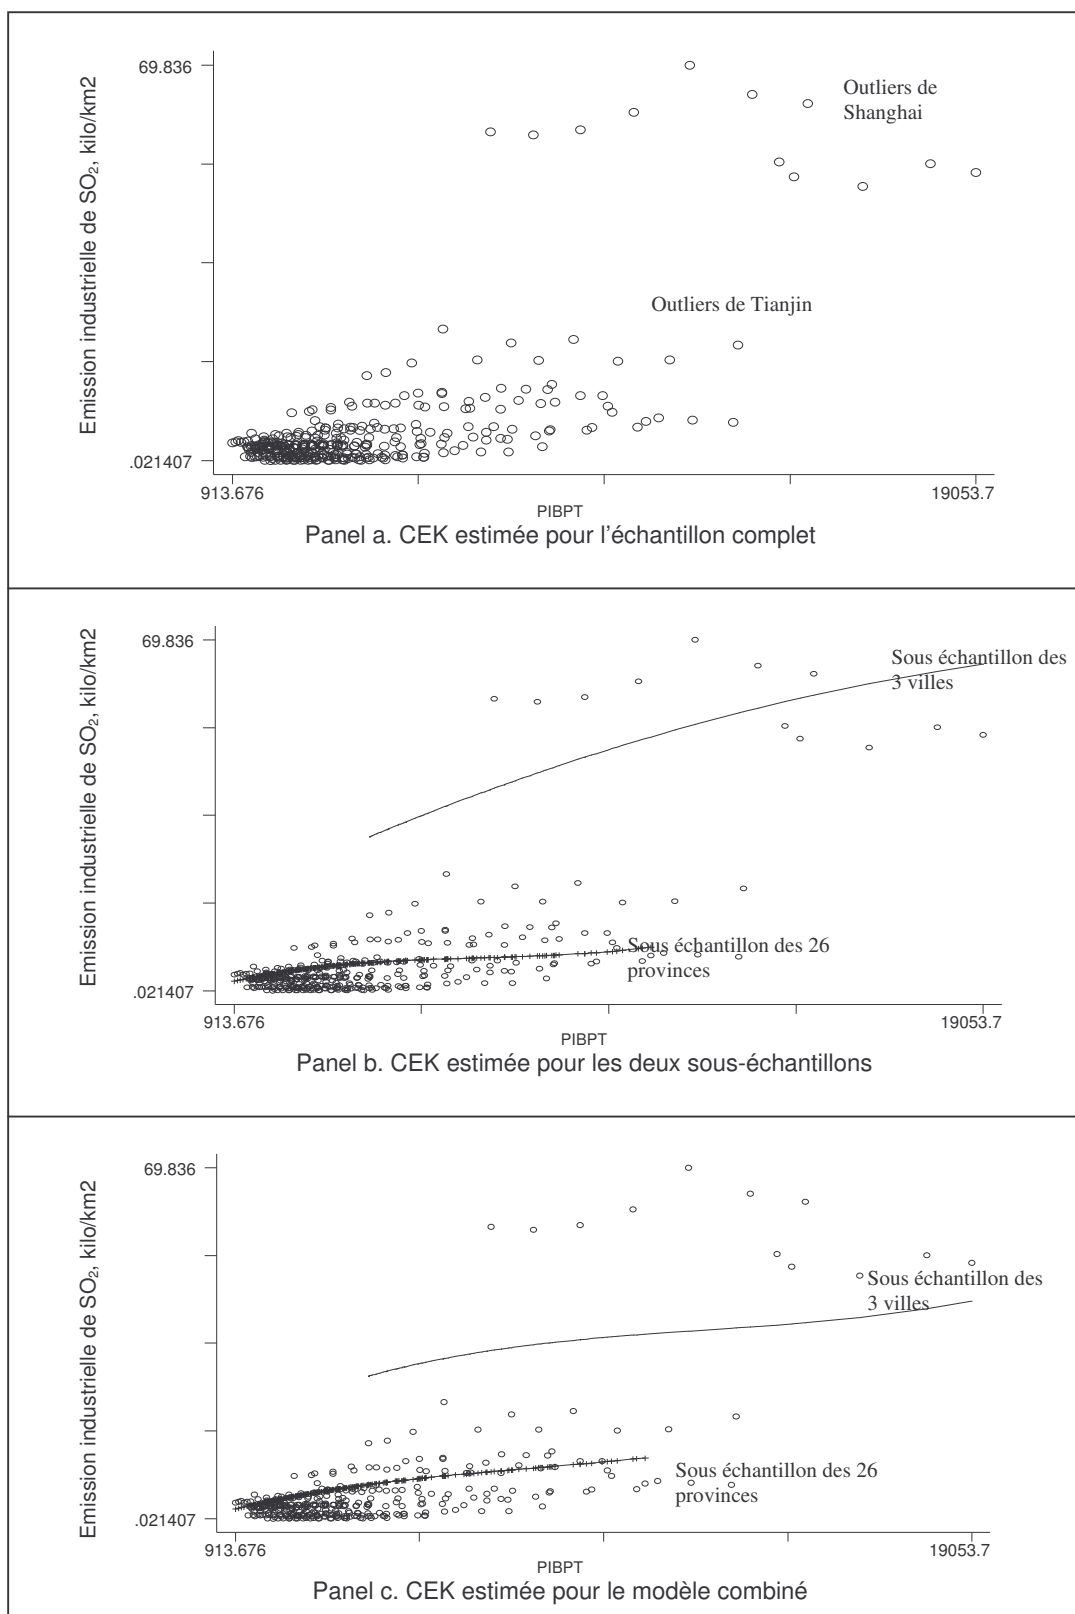 Emission industrielle de SO₂, kilo/km2
69.836
Outliers de
Shanghai
Outliers de Tianjin
.021407
913.676
19053.7
PIBPT
Panel a. CEK estimée pour l'échantillon complet
Emission industrielle de SO₂, kilo/km2
69.836
Sous échantillon des
3 villes
Sous échantillon des 26
provinces
.021407
913.676
19053.7
PIBPT
Panel b. CEK estimée pour les deux sous-échantillons
Emission industrielle de SO₂, kilo/km2
69.836
Sous échantillon des
3 villes
Sous échantillon des 26
provinces
.021407
913.676
19053.7
PIBPT
Panel c. CEK estimée pour le modèle combiné